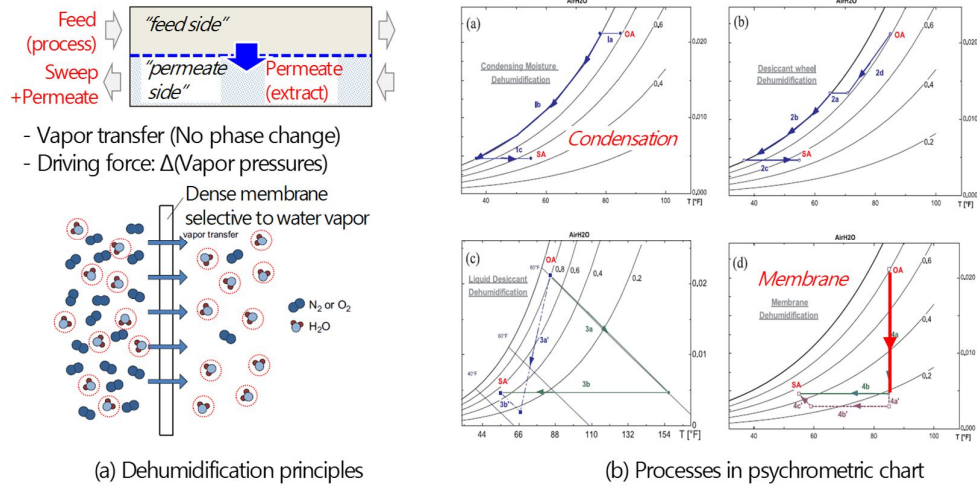 Feed
(process)
"feed side"
Sweep
+Permeate
"permeate
side"
Permeate
(extract)
- Vapor transfer (No phase change)
- Driving force: Δ(Vapor pressures)
Dense membrane
selective to water vapor
vapor transfer
N₂ or O₂
H₂O
(a) Dehumidification principles
AirH2O
(a)
Condensing Moisture
Dehumidification
Condensation
OA
1a
1b
1c
SA
0,6
0,4
0,021
0,010
0,000
40
60
80
100
T [°F]
(b)
Desiccant wheel
Dehumidification
OA
2d
2a
2b
2c
SA
0,6
0,4
0,2
0,021
0,010
0,000
40
60
80
100
T [°F]
AirH2O
(c)
Liquid Desiccant
Dehumidification
OA
80°F
60°F
40°F
0,8
0,6
0,4
0,2
3a
3a'
3b
3b'
SA
0,02
0,01
0,00
44
66
88
110
132
154
T [°F]
AirH2O
(d)
Membrane
Membrane
Dehumidification
OA
4a
4b
4a'
4b'
4c'
SA
0,6
0,4
0,2
0,020
0,010
0,000
40
60
80
100
T [°F]
(b) Processes in psychrometric chart